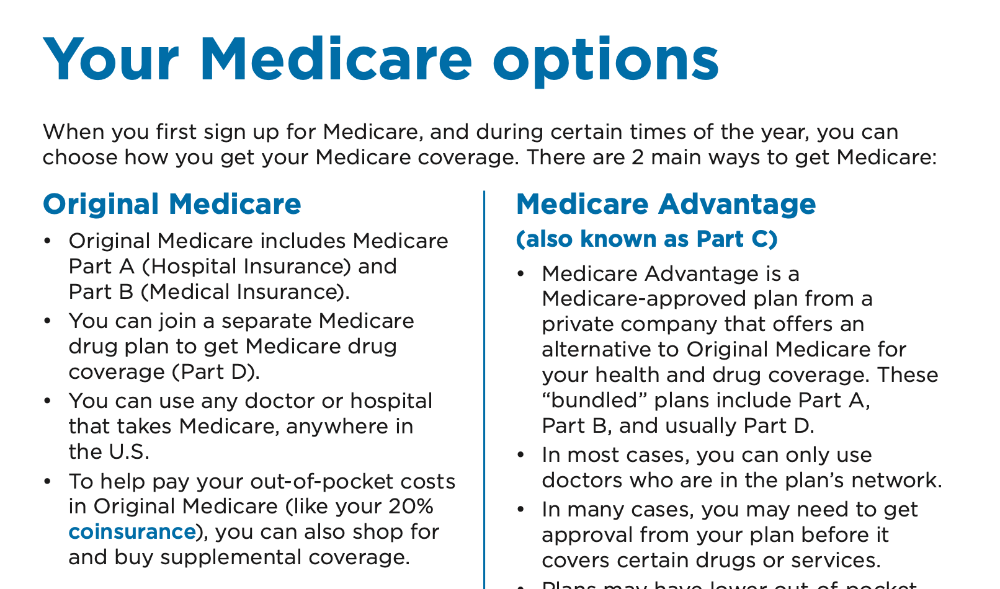 Your Medicare options
When you first sign up for Medicare, and during certain times of the year, you can
choose how you get your Medicare coverage. There are 2 main ways to get Medicare:
Original Medicare
• Original Medicare includes Medicare
Part A (Hospital Insurance) and
Part B (Medical Insurance).
• You can join a separate Medicare
drug plan to get Medicare drug
coverage (Part D).
• You can use any doctor or hospital
that takes Medicare, anywhere in
the U.S.
• To help pay your out-of-pocket costs
in Original Medicare (like your 20%
coinsurance), you can also shop for
and buy supplemental coverage.
Medicare Advantage
(also known as Part C)
• Medicare Advantage is a
Medicare-approved plan from a
private company that offers an
alternative to Original Medicare for
your health and drug coverage. These
“bundled” plans include Part A,
Part B, and usually Part D.
• In most cases, you can only use
doctors who are in the plan’s network.
• In many cases, you may need to get
approval from your plan before it
covers certain drugs or services.
• Plans may have lower out-of-pocket